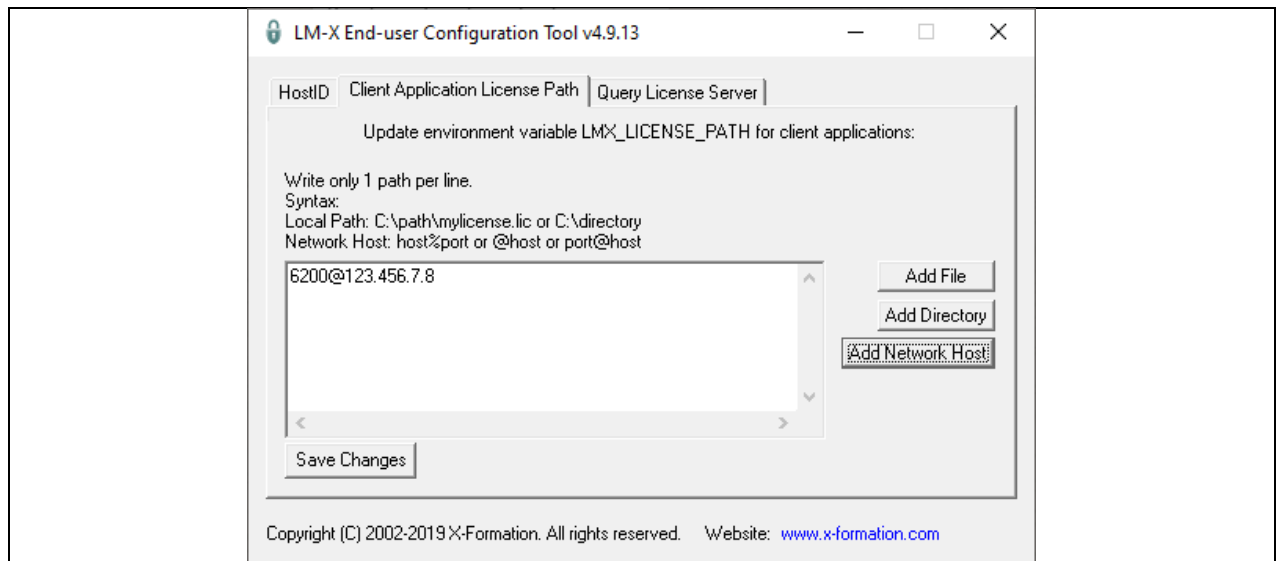 LM-X End-user Configuration Tool v4.9.13
HostID
Client Application License Path
Query License Server
Update environment variable LMX_LICENSE_PATH for client applications:
Write only 1 path per line.
Syntax:
Local Path: C:\path\mylicense.lic or C:\directory
Network Host: host%port or @host or port@host
6200@123.456.7.8
Add File
Add Directory
Add Network Host
Save Changes
Copyright (C) 2002-2019 X-Formation. All rights reserved. Website: www.x-formation.com